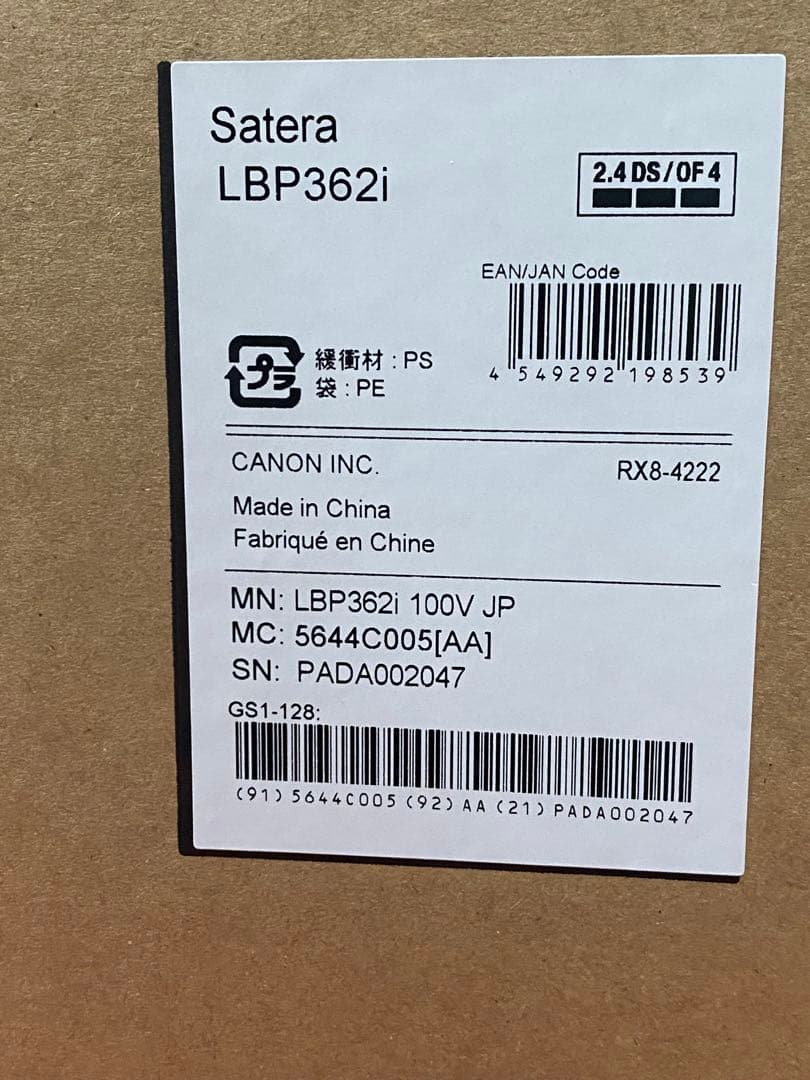 Satera
LBP362i
2.4 DS/OF 4
EAN/JAN Code
4 549292 198539
プラ
緩衝材 : PS
袋 : PE
CANON INC.
RX8-4222
Made in China
Fabriqué en Chine
MN: LBP362i 100V JP
MC: 5644C005[AA]
SN: PADA002047
GS1-128:
(91) 5644C005 (92) AA (21) PADA002047